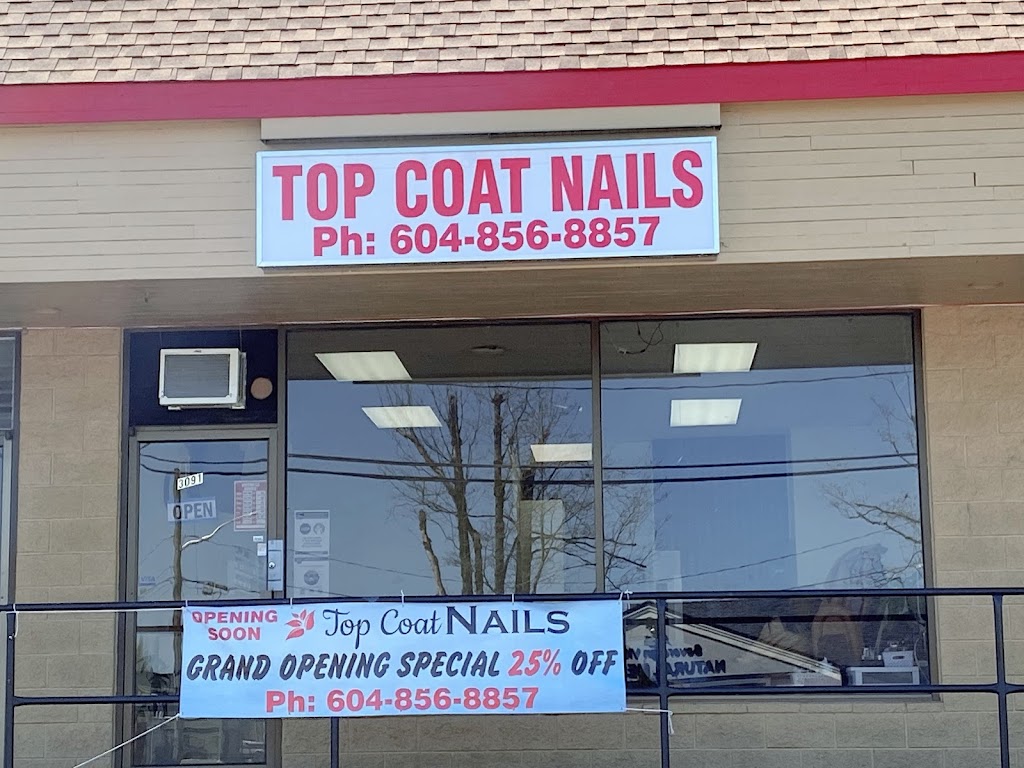 TOP COAT NAILS
Ph: 604-856-8857
3091
OPEN
VISA
OPENING
SOON
Top Coat NAILS
GRAND OPENING SPECIAL 25% OFF
Ph: 604-856-8857